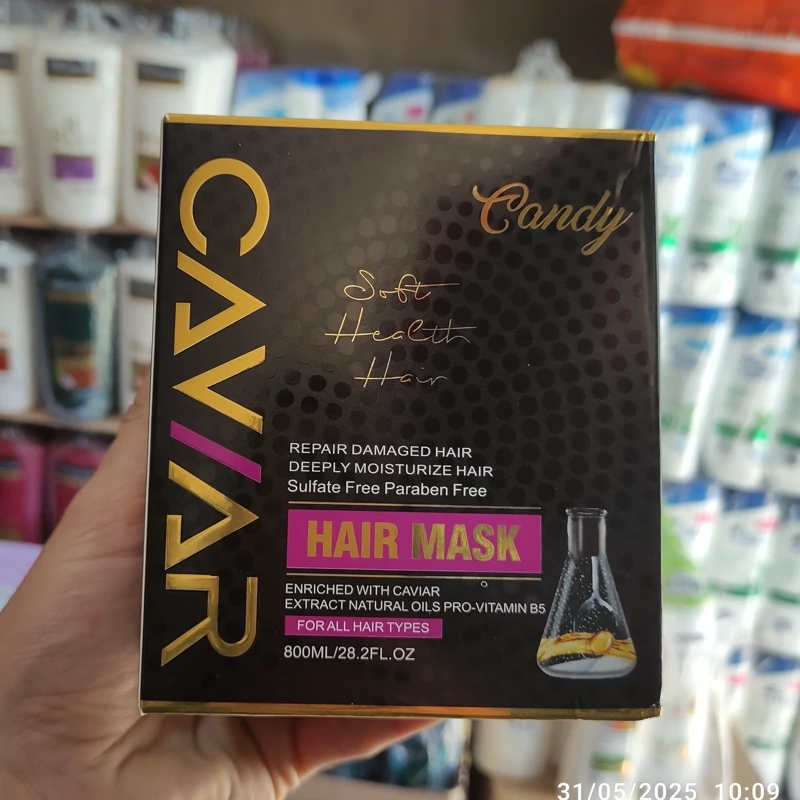 Candy
CAVIAR
Soft
Health
Hair
REPAIR DAMAGED HAIR
DEEPLY MOISTURIZE HAIR
Sulfate Free Paraben Free
HAIR MASK
ENRICHED WITH CAVIAR
EXTRACT NATURAL OILS PRO-VITAMIN B5
FOR ALL HAIR TYPES
800ML/28.2FL.OZ
31/05/2025 10:09